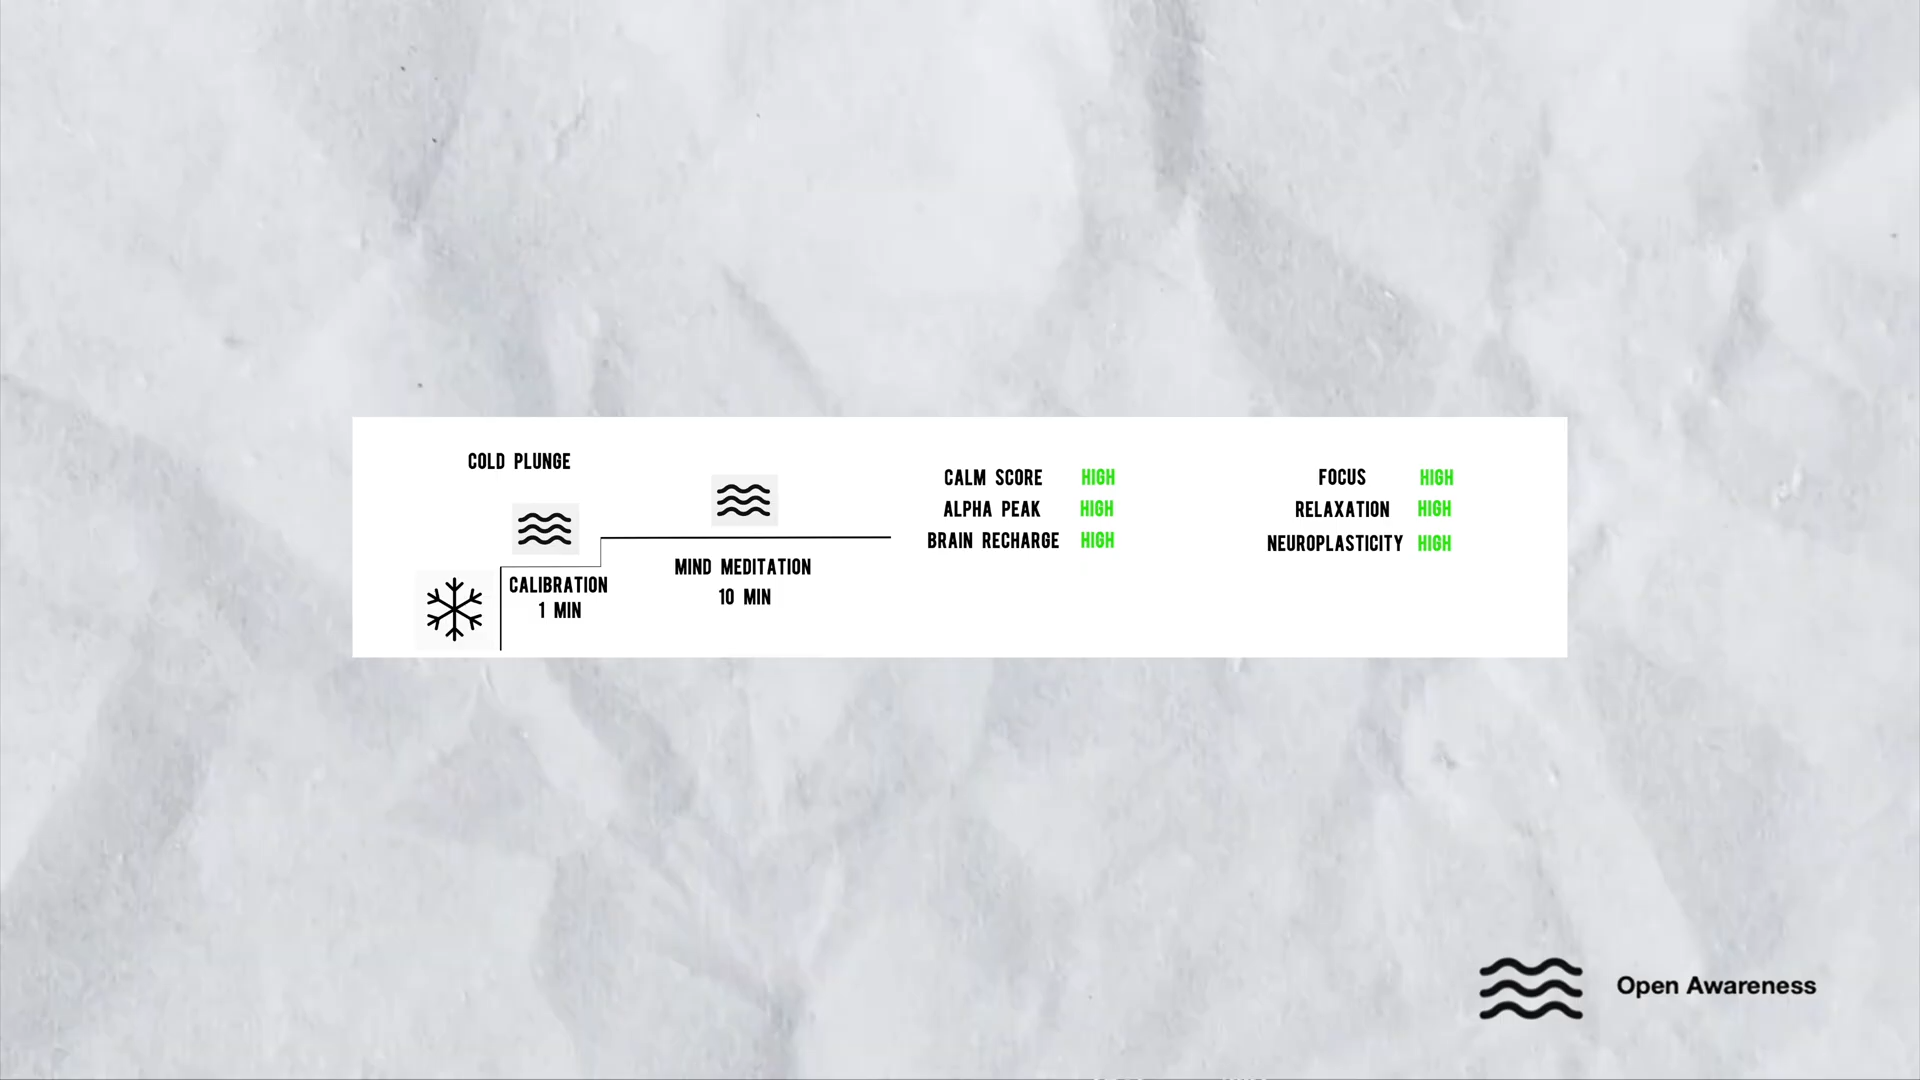 COLD PLUNGE
CALIBRATION
1 MIN
MIND MEDITATION
10 MIN
CALM SCORE HIGH
ALPHA PEAK HIGH
BRAIN RECHARGE HIGH
FOCUS HIGH
RELAXATION HIGH
NEUROPLASTICITY HIGH
Open Awareness